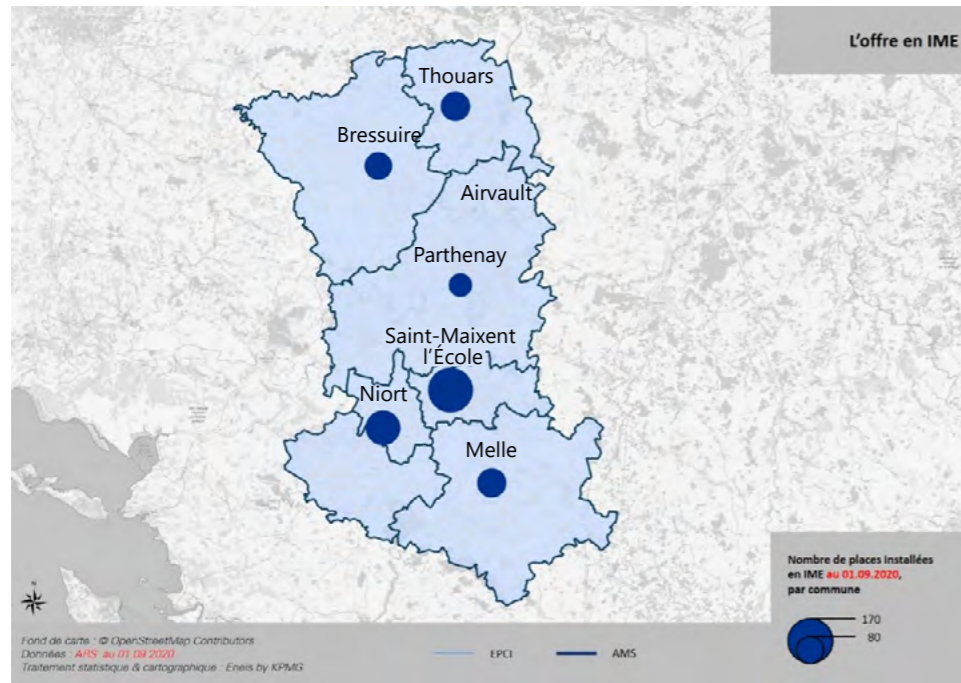 L'offre en IME
Thouars
Bressuire
Airvault
Parthenay
Saint-Maixent
l'École
Niort
Melle
Nombre de places installées
en IME au 01.09.2020,
par commune
170
80
Fond de carte : © OpenStreetMap Contributors
Données : ARS au 01.09.2020
Traitement statistique & cartographique : Eneis by KPMG
EPCI
AMS